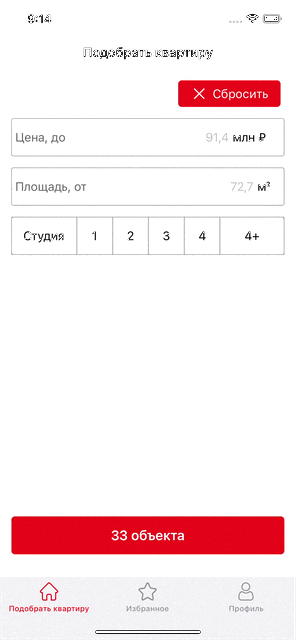 9:14
Подобрать квартиру
Сбросить
Цена, до 91,4 млн ₽
Площадь, от 72,7 м²
Студия 1 2 3 4 4+
33 объекта
Подобрать квартиру Избранное Профиль